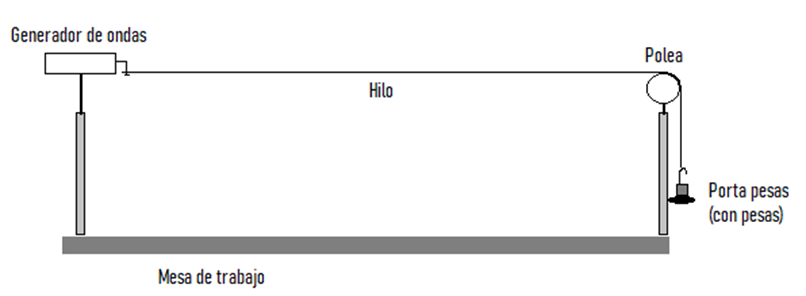 Generador de ondas
Polea
Hilo
Porta pesas
(con pesas)
Mesa de trabajo